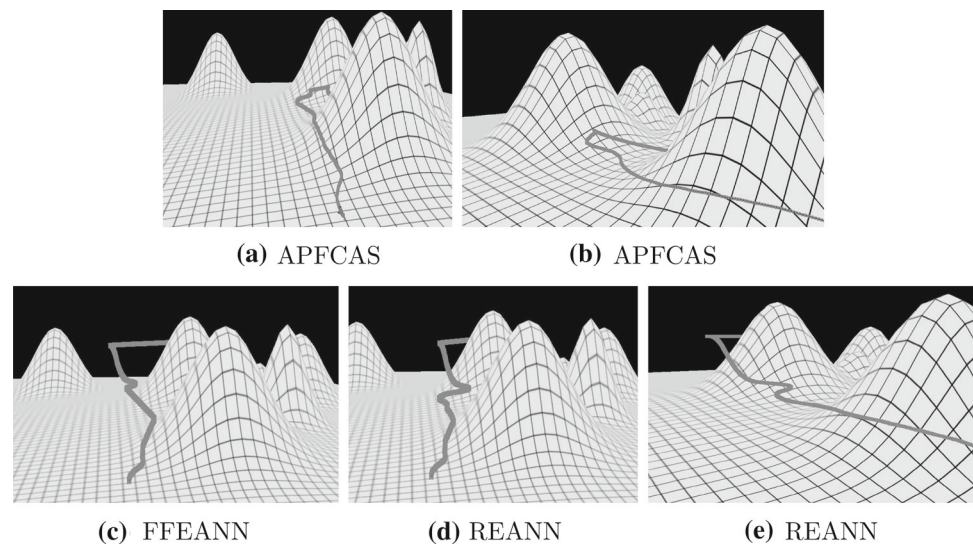 (a) APFCAS
(b) APFCAS
(c) FFEANN
(d) REANN
(e) REANN